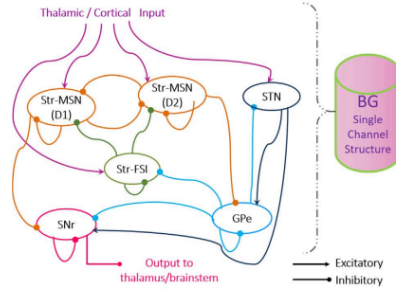 Thalamic / Cortical Input
Str-MSN
(D1)
Str-MSN
(D2)
STN
Str-FSI
SNr
GPe
Output to
thalamus/brainstem
BG
Single
Channel
Structure
Excitatory
Inhibitory